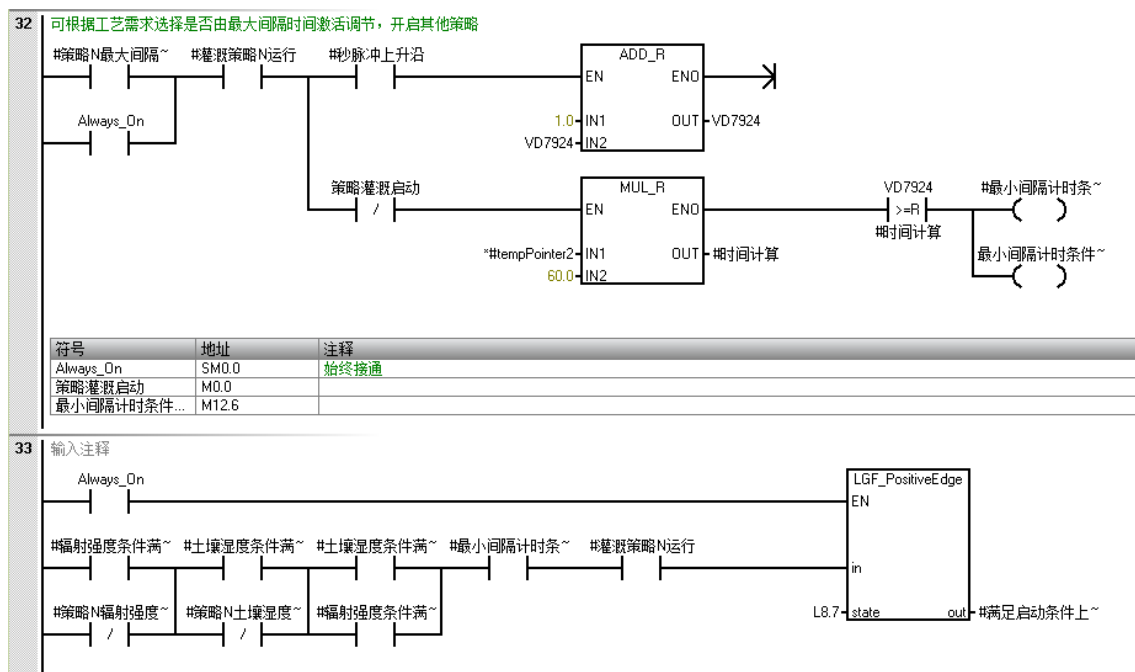 32 可根据工艺需求选择是否由最大间隔时间激活调节，开启其他策略
#策略N最大间隔~ #灌溉策略N运行 #秒脉冲上升沿 ADD_R
EN ENO
Always_On
1.0 IN1 OUT VD7924
VD7924 IN2
策略灌溉启动 MUL_R VD7924 #最小间隔计时条~
/ EN ENO >=R
#时间计算
*#tempPointer2 IN1 OUT #时间计算 最小间隔计时条件~
60.0 IN2
符号 地址 注释
Always_On SM0.0 始终接通
策略灌溉启动 M0.0
最小间隔计时条件... M12.6
33 输入注释
Always_On LGF_PositiveEdge
EN
#辐射强度条件满~ #土壤湿度条件满~ #土壤湿度条件满~ #最小间隔计时条~ #灌溉策略N运行
in
#策略N辐射强度~ #策略N土壤湿度~ #辐射强度条件满~ L8.7 state out #满足启动条件上~
/ /